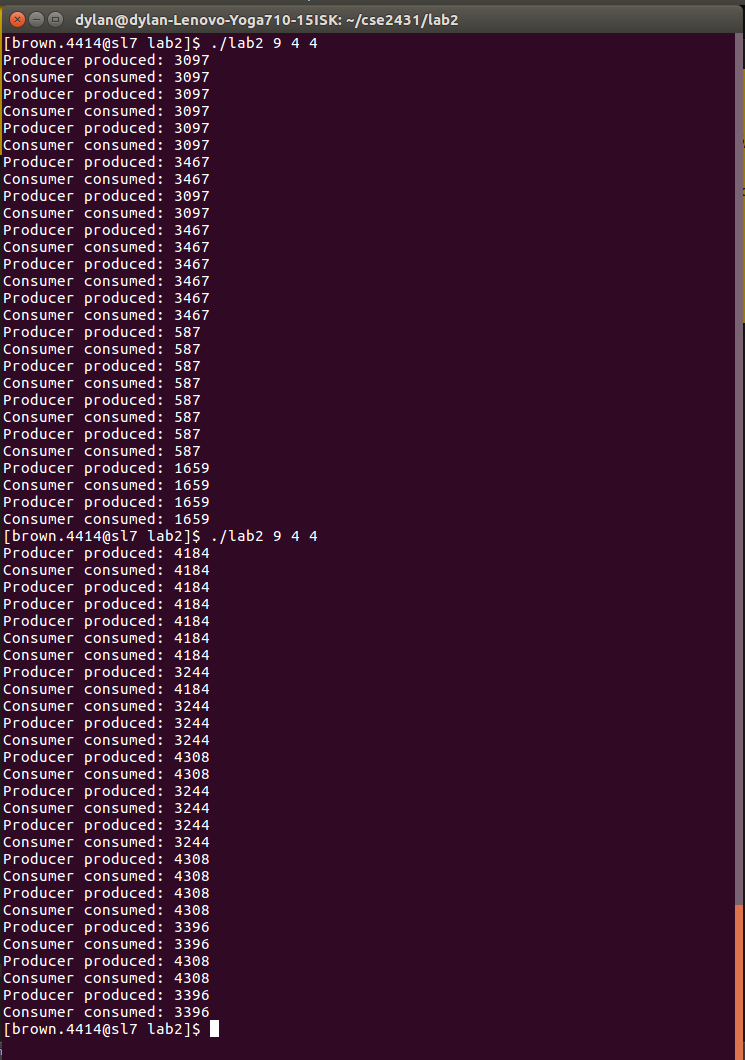 dylan@dylan-Lenovo-Yoga710-15ISK: ~/cse2431/lab2
[brown.4414@sl7 lab2]$ ./lab2 9 4 4
Producer produced: 3097
Consumer consumed: 3097
Producer produced: 3097
Consumer consumed: 3097
Producer produced: 3097
Consumer consumed: 3097
Producer produced: 3467
Consumer consumed: 3467
Producer produced: 3097
Consumer consumed: 3097
Producer produced: 3467
Consumer consumed: 3467
Producer produced: 3467
Consumer consumed: 3467
Producer produced: 3467
Consumer consumed: 3467
Producer produced: 587
Consumer consumed: 587
Producer produced: 587
Consumer consumed: 587
Producer produced: 587
Consumer consumed: 587
Producer produced: 587
Consumer consumed: 587
Producer produced: 1659
Consumer consumed: 1659
Producer produced: 1659
Consumer consumed: 1659
[brown.4414@sl7 lab2]$ ./lab2 9 4 4
Producer produced: 4184
Consumer consumed: 4184
Producer produced: 4184
Producer produced: 4184
Producer produced: 4184
Consumer consumed: 4184
Consumer consumed: 4184
Producer produced: 3244
Consumer consumed: 4184
Consumer consumed: 3244
Producer produced: 3244
Consumer consumed: 3244
Producer produced: 4308
Consumer consumed: 4308
Producer produced: 3244
Consumer consumed: 3244
Producer produced: 3244
Consumer consumed: 3244
Producer produced: 4308
Consumer consumed: 4308
Producer produced: 4308
Consumer consumed: 4308
Producer produced: 3396
Consumer consumed: 3396
Producer produced: 4308
Consumer consumed: 4308
Producer produced: 3396
Consumer consumed: 3396
[brown.4414@sl7 lab2]$